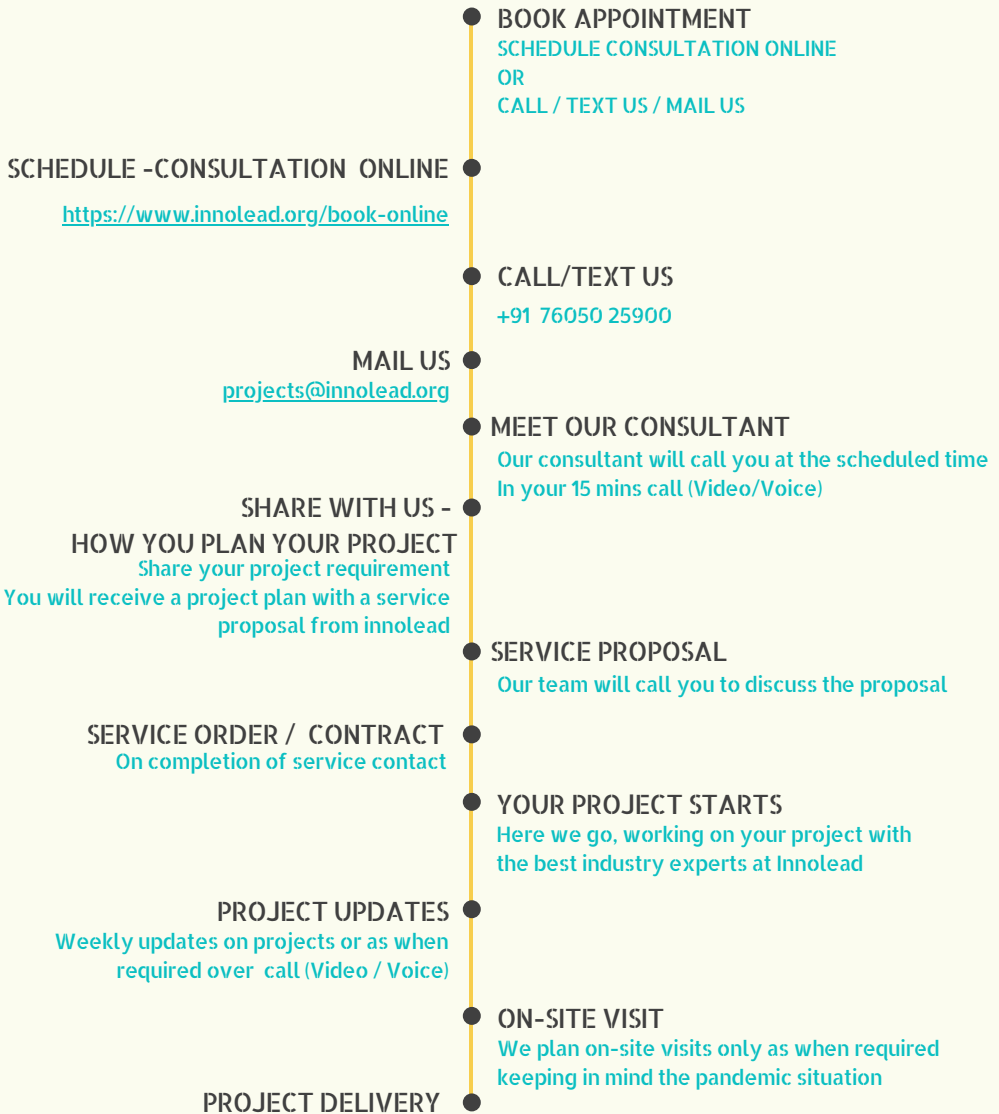 BOOK APPOINTMENT
SCHEDULE CONSULTATION ONLINE
OR
CALL / TEXT US / MAIL US
SCHEDULE -CONSULTATION ONLINE
https://www.innolead.org/book-online
CALL/TEXT US
+91 76050 25900
MAIL US
projects@innolead.org
MEET OUR CONSULTANT
Our consultant will call you at the scheduled time
In your 15 mins call (Video/Voice)
SHARE WITH US -
HOW YOU PLAN YOUR PROJECT
Share your project requirement
You will receive a project plan with a service
proposal from innolead
SERVICE PROPOSAL
Our team will call you to discuss the proposal
SERVICE ORDER / CONTRACT
On completion of service contact
YOUR PROJECT STARTS
Here we go, working on your project with
the best industry experts at Innolead
PROJECT UPDATES
Weekly updates on projects or as when
required over call (Video / Voice)
ON-SITE VISIT
We plan on-site visits only as when required
keeping in mind the pandemic situation
PROJECT DELIVERY